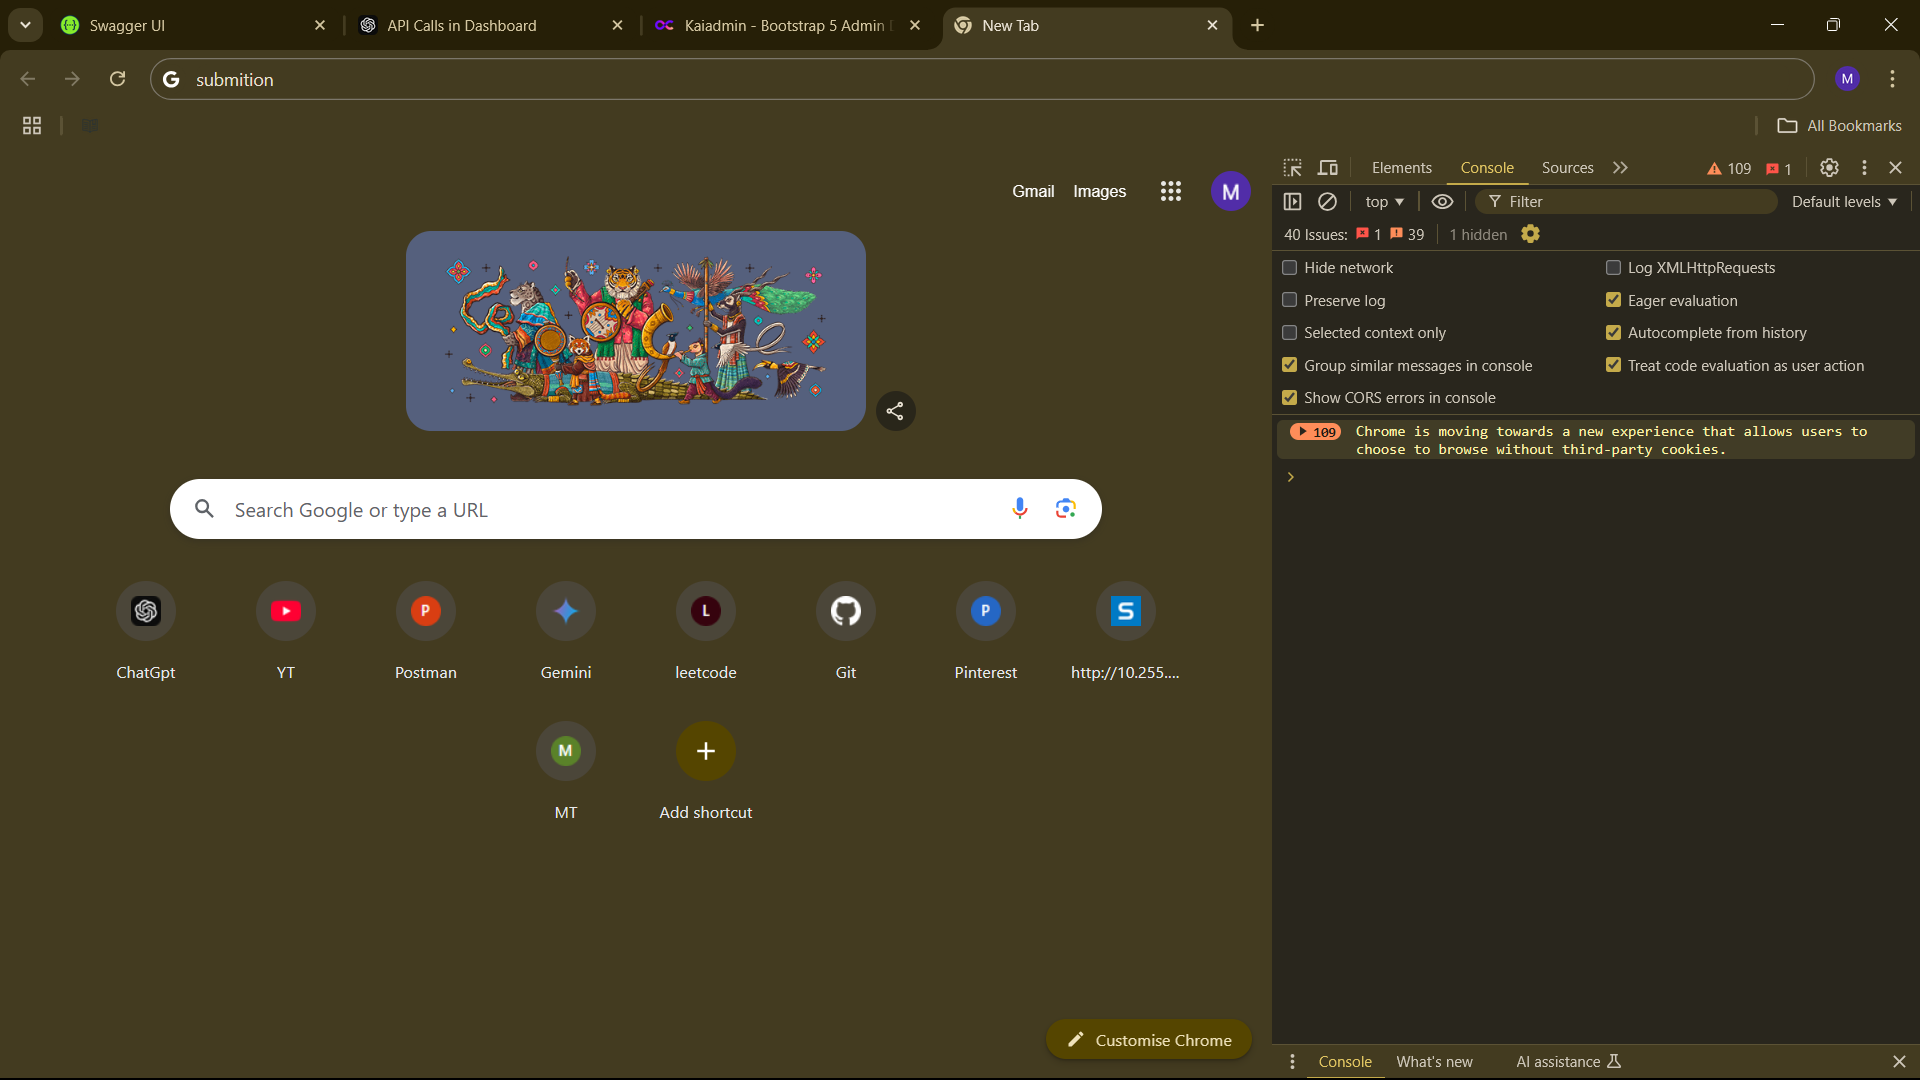 Swagger UI
API Calls in Dashboard
Kaiadmin - Bootstrap 5 Admin
New Tab
submition
M
All Bookmarks
Gmail
Images
M
Search Google or type a URL
P
L
P
S
ChatGpt
YT
Postman
Gemini
leetcode
Git
Pinterest
http://10.255....
M
MT
Add shortcut
Customise Chrome
Elements
Console
Sources
109
1
top
Filter
Default levels
40 Issues: 1 39
1 hidden
Hide network
Log XMLHttpRequests
Preserve log
Eager evaluation
Selected context only
Autocomplete from history
Group similar messages in console
Treat code evaluation as user action
Show CORS errors in console
109 Chrome is moving towards a new experience that allows users to
choose to browse without third-party cookies.
Console
What's new
AI assistance